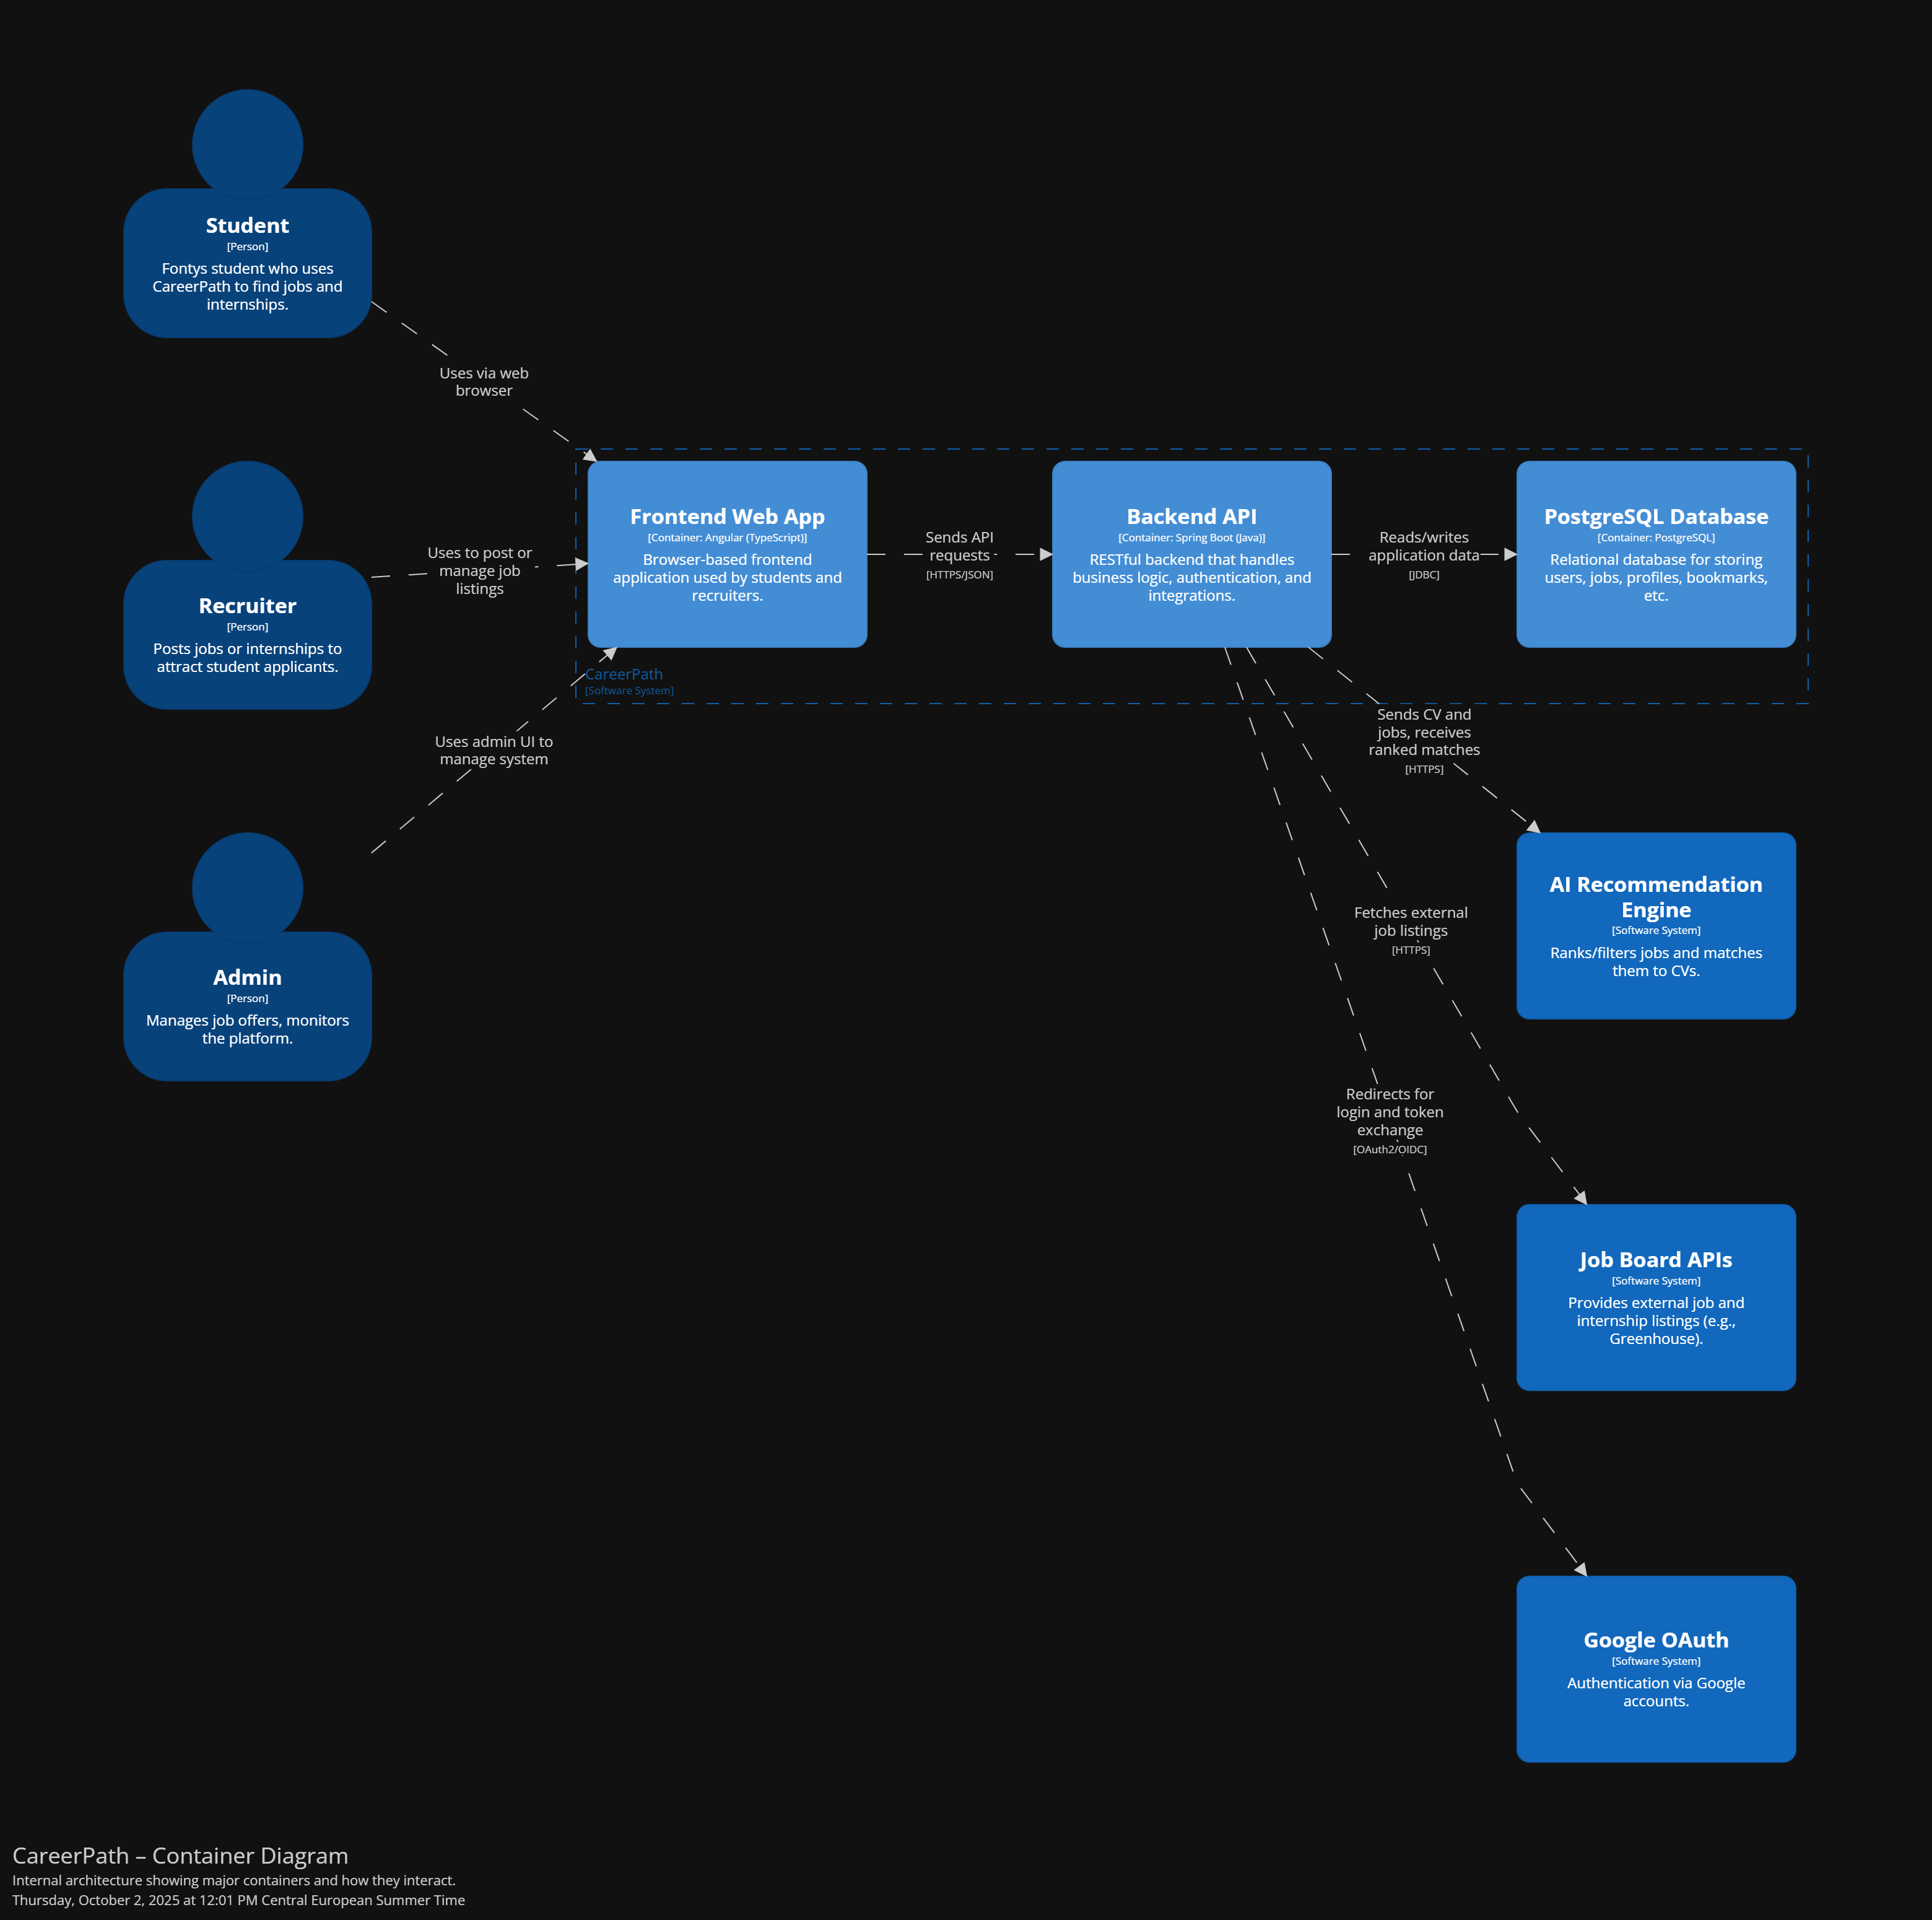 Student
[Person]
Fontys student who uses
CareerPath to find jobs and
internships.
Uses via web
browser
Recruiter
[Person]
Posts jobs or internships to
attract student applicants.
Uses to post or
manage job
listings
Admin
[Person]
Manages job offers, monitors
the platform.
Uses admin UI to
manage system
Frontend Web App
[Container: Angular (TypeScript)]
Browser-based frontend
application used by students and
recruiters.
CareerPath
[Software System]
Sends API
requests
[HTTPS/JSON]
Backend API
[Container: Spring Boot (Java)]
RESTful backend that handles
business logic, authentication, and
integrations.
Reads/writes
application data
[JDBC]
PostgreSQL Database
[Container: PostgreSQL]
Relational database for storing
users, jobs, profiles, bookmarks,
etc.
Sends CV and
jobs, receives
ranked matches
[HTTPS]
AI Recommendation
Engine
[Software System]
Ranks/filters jobs and matches
them to CVs.
Fetches external
job listings
[HTTPS]
Job Board APIs
[Software System]
Provides external job and
internship listings (e.g.,
Greenhouse).
Redirects for
login and token
exchange
[OAuth2/OIDC]
Google OAuth
[Software System]
Authentication via Google
accounts.
CareerPath – Container Diagram
Internal architecture showing major containers and how they interact.
Thursday, October 2, 2025 at 12:01 PM Central European Summer Time